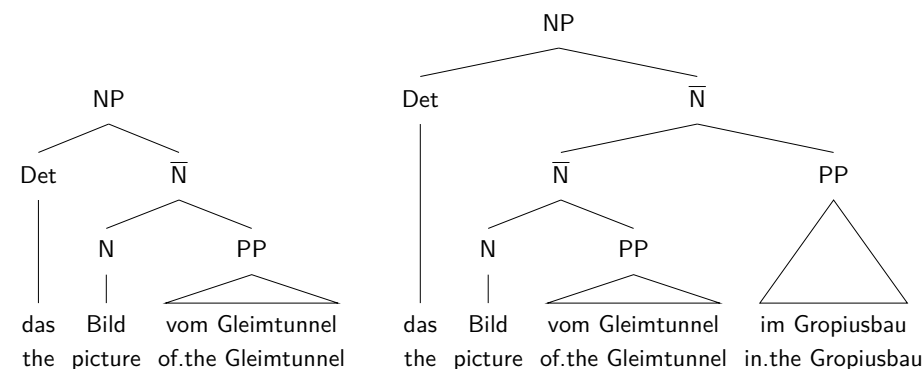 NP
NP
Det
N̅
Det
N̅
N̅
PP
N
PP
N
PP
das Bild vom Gleimtunnel
das Bild vom Gleimtunnel im Gropiusbau
the picture of.the Gleimtunnel
the picture of.the Gleimtunnel in.the Gropiusbau